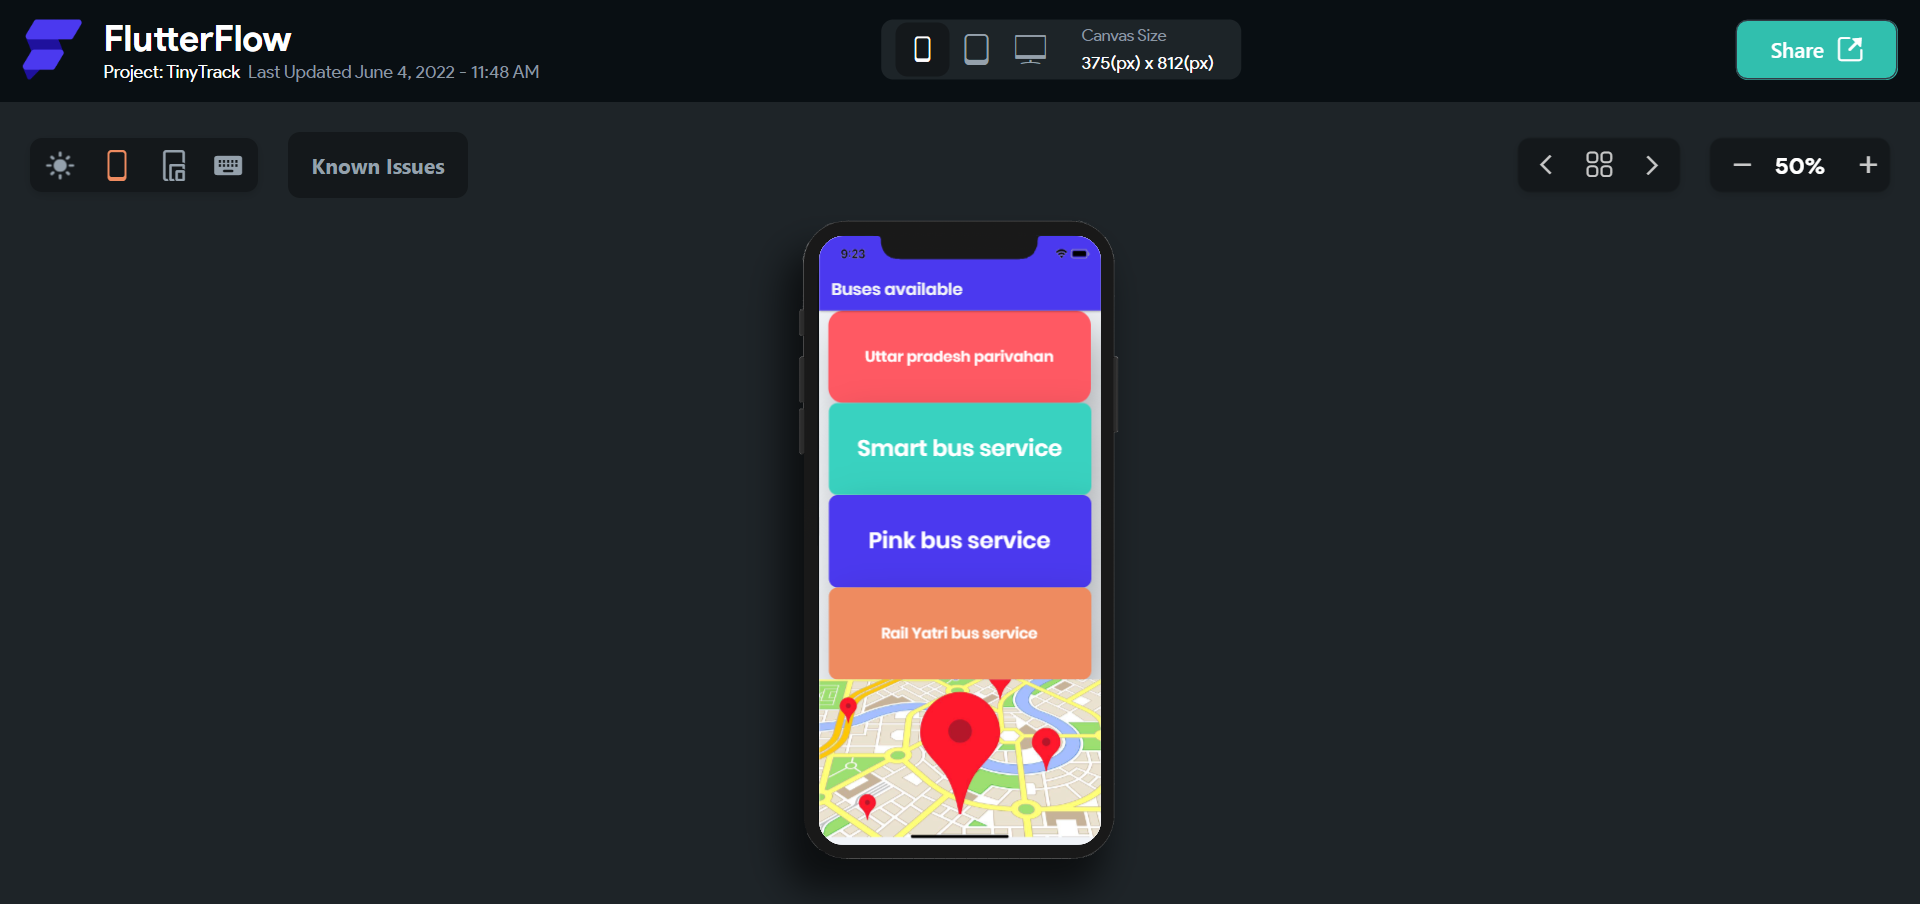 FlutterFlow
Project: TinyTrack Last Updated June 4, 2022 - 11:48 AM
Canvas Size
375(px) x 812(px)
Share
Known Issues
50%
9:23
Buses available
Uttar pradesh parivahan
Smart bus service
Pink bus service
Rail Yatri bus service